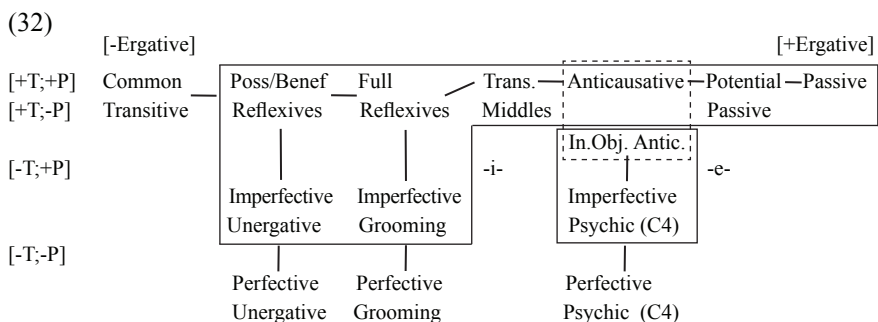 (32)
[-Ergative] [+Ergative]
[+T;+P] Common Poss/Benef Full Trans. Anticausative Potential Passive
[+T;-P] Transitive Reflexives Reflexives Middles Passive
In.Obj. Antic.
[-T;+P] -i- -e-
Imperfective Imperfective Imperfective
Unergative Grooming Psychic (C4)
[-T;-P]
Perfective Perfective Perfective
Unergative Grooming Psychic (C4)